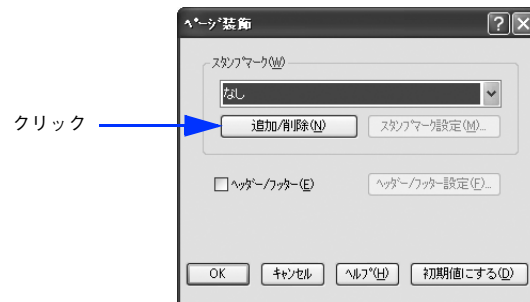 ページ装飾
スタンプマーク(W)
なし
クリック
追加/削除(N)
スタンプマーク設定(M)...
ヘッダー/フッター(E)
ヘッダー/フッター設定(F)...
OK
キャンセル
ヘルプ(H)
初期値にする(D)